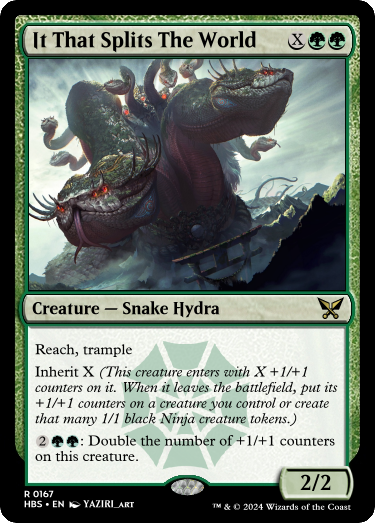 It That Splits The World X
Creature — Snake Hydra
Reach, trample
Inherit X (This creature enters with X +1/+1
counters on it. When it leaves the battlefield, put its
+1/+1 counters on a creature you control or create
that many 1/1 black Ninja creature tokens.)
2: Double the number of +1/+1 counters
on this creature.
2/2
R 0167
HBS • EN YAZIRI_ART
™ & © 2024 Wizards of the Coast